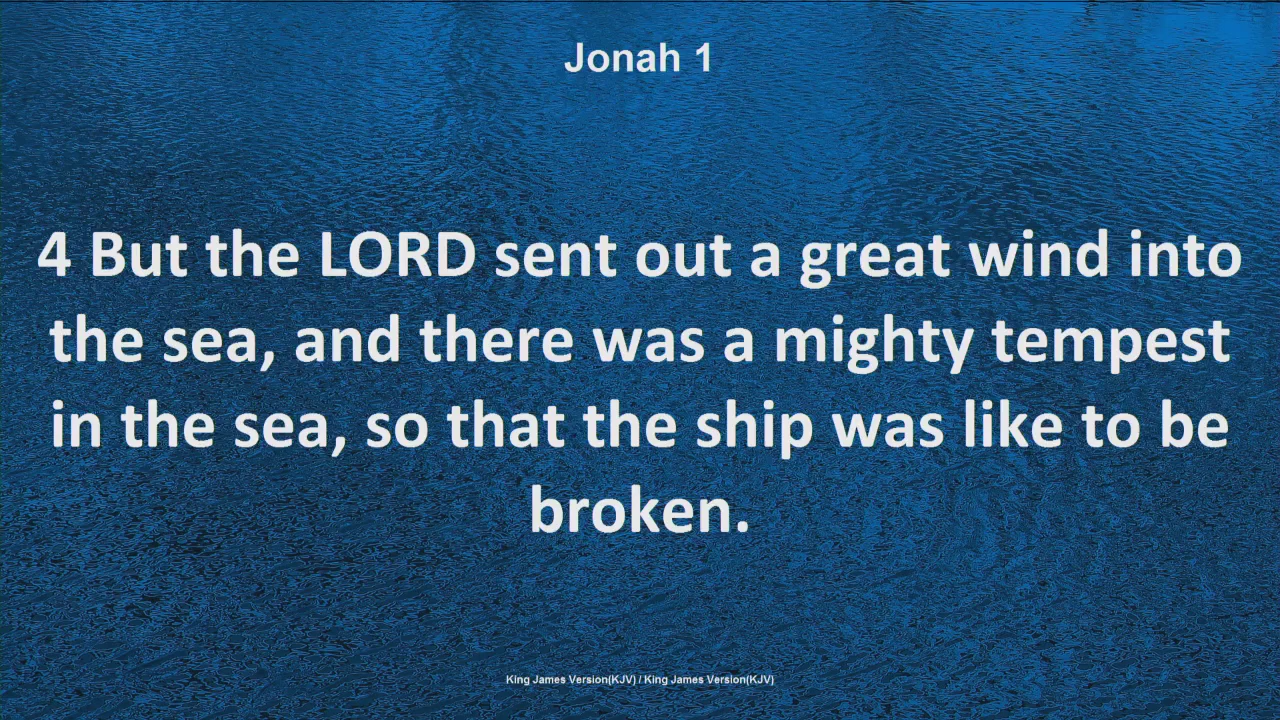 Jonah 1
4 But the LORD sent out a great wind into
the sea, and there was a mighty tempest
in the sea, so that the ship was like to be
broken.
King James Version(KJV) / King James Version(KJV)